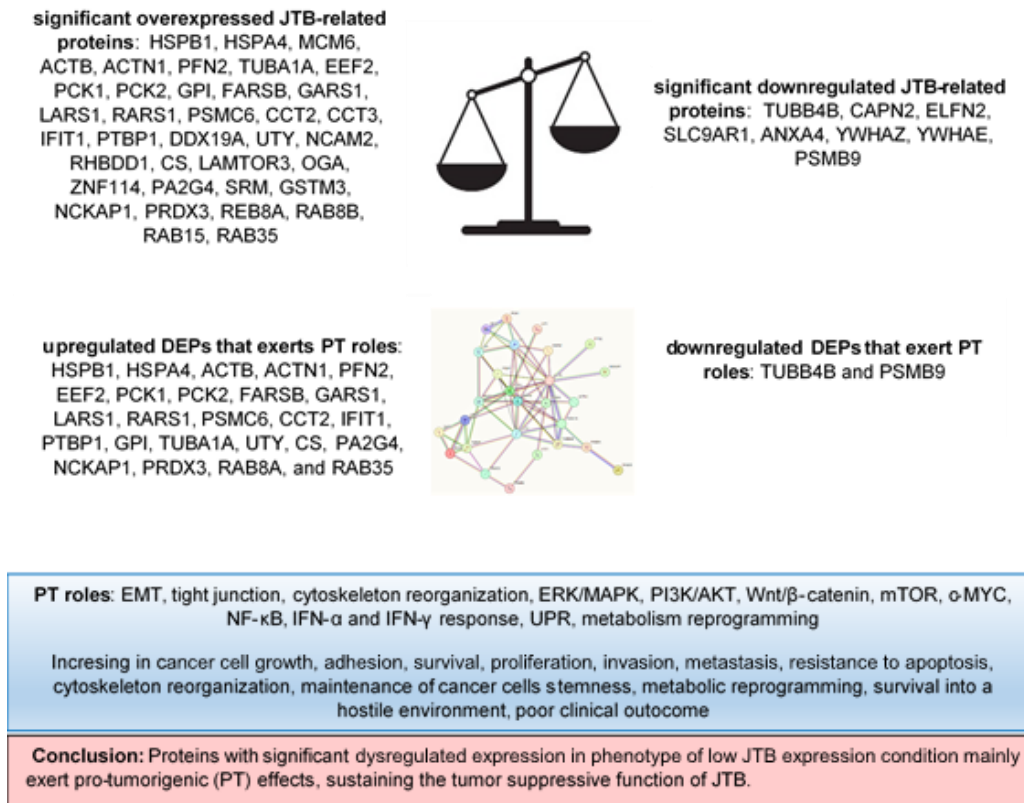 significant overexpressed JTB-related
proteins: HSPB1, HSPA4, MCM6,
ACTB, ACTN1, PFN2, TUBA1A, EEF2,
PCK1, PCK2, GPI, FARSB, GARS1,
LARS1, RARS1, PSMC6, CCT2, CCT3,
IFIT1, PTBP1, DDX19A, UTY, NCAM2,
RHBDD1, CS, LAMTOR3, OGA,
ZNF114, PA2G4, SRM, GSTM3,
NCKAP1, PRDX3, REB8A, RAB8B,
RAB15, RAB35
significant downregulated JTB-related
proteins: TUBB4B, CAPN2, ELFN2,
SLC9AR1, ANXA4, YWHAZ, YWHAE,
PSMB9
upregulated DEPs that exerts PT roles:
HSPB1, HSPA4, ACTB, ACTN1, PFN2,
EEF2, PCK1, PCK2, FARSB, GARS1,
LARS1, RARS1, PSMC6, CCT2, IFIT1,
PTBP1, GPI, TUBA1A, UTY, CS, PA2G4,
NCKAP1, PRDX3, RAB8A, and RAB35
downregulated DEPs that exert PT
roles: TUBB4B and PSMB9
PT roles: EMT, tight junction, cytoskeleton reorganization, ERK/MAPK, PI3K/AKT, Wnt/β-catenin, mTOR, c-MYC,
NF-κB, IFN-α and IFN-γ response, UPR, metabolism reprogramming
Incresing in cancer cell growth, adhesion, survival, proliferation, invasion, metastasis, resistance to apoptosis,
cytoskeleton reorganization, maintenance of cancer cells stemness, metabolic reprogramming, survival into a
hostile environment, poor clinical outocome
Conclusion: Proteins with significant dysregulated expression in phenotype of low JTB expression condition mainly
exert pro-tumorigenic (PT) effects, sustaining the tumor suppressive function of JTB.